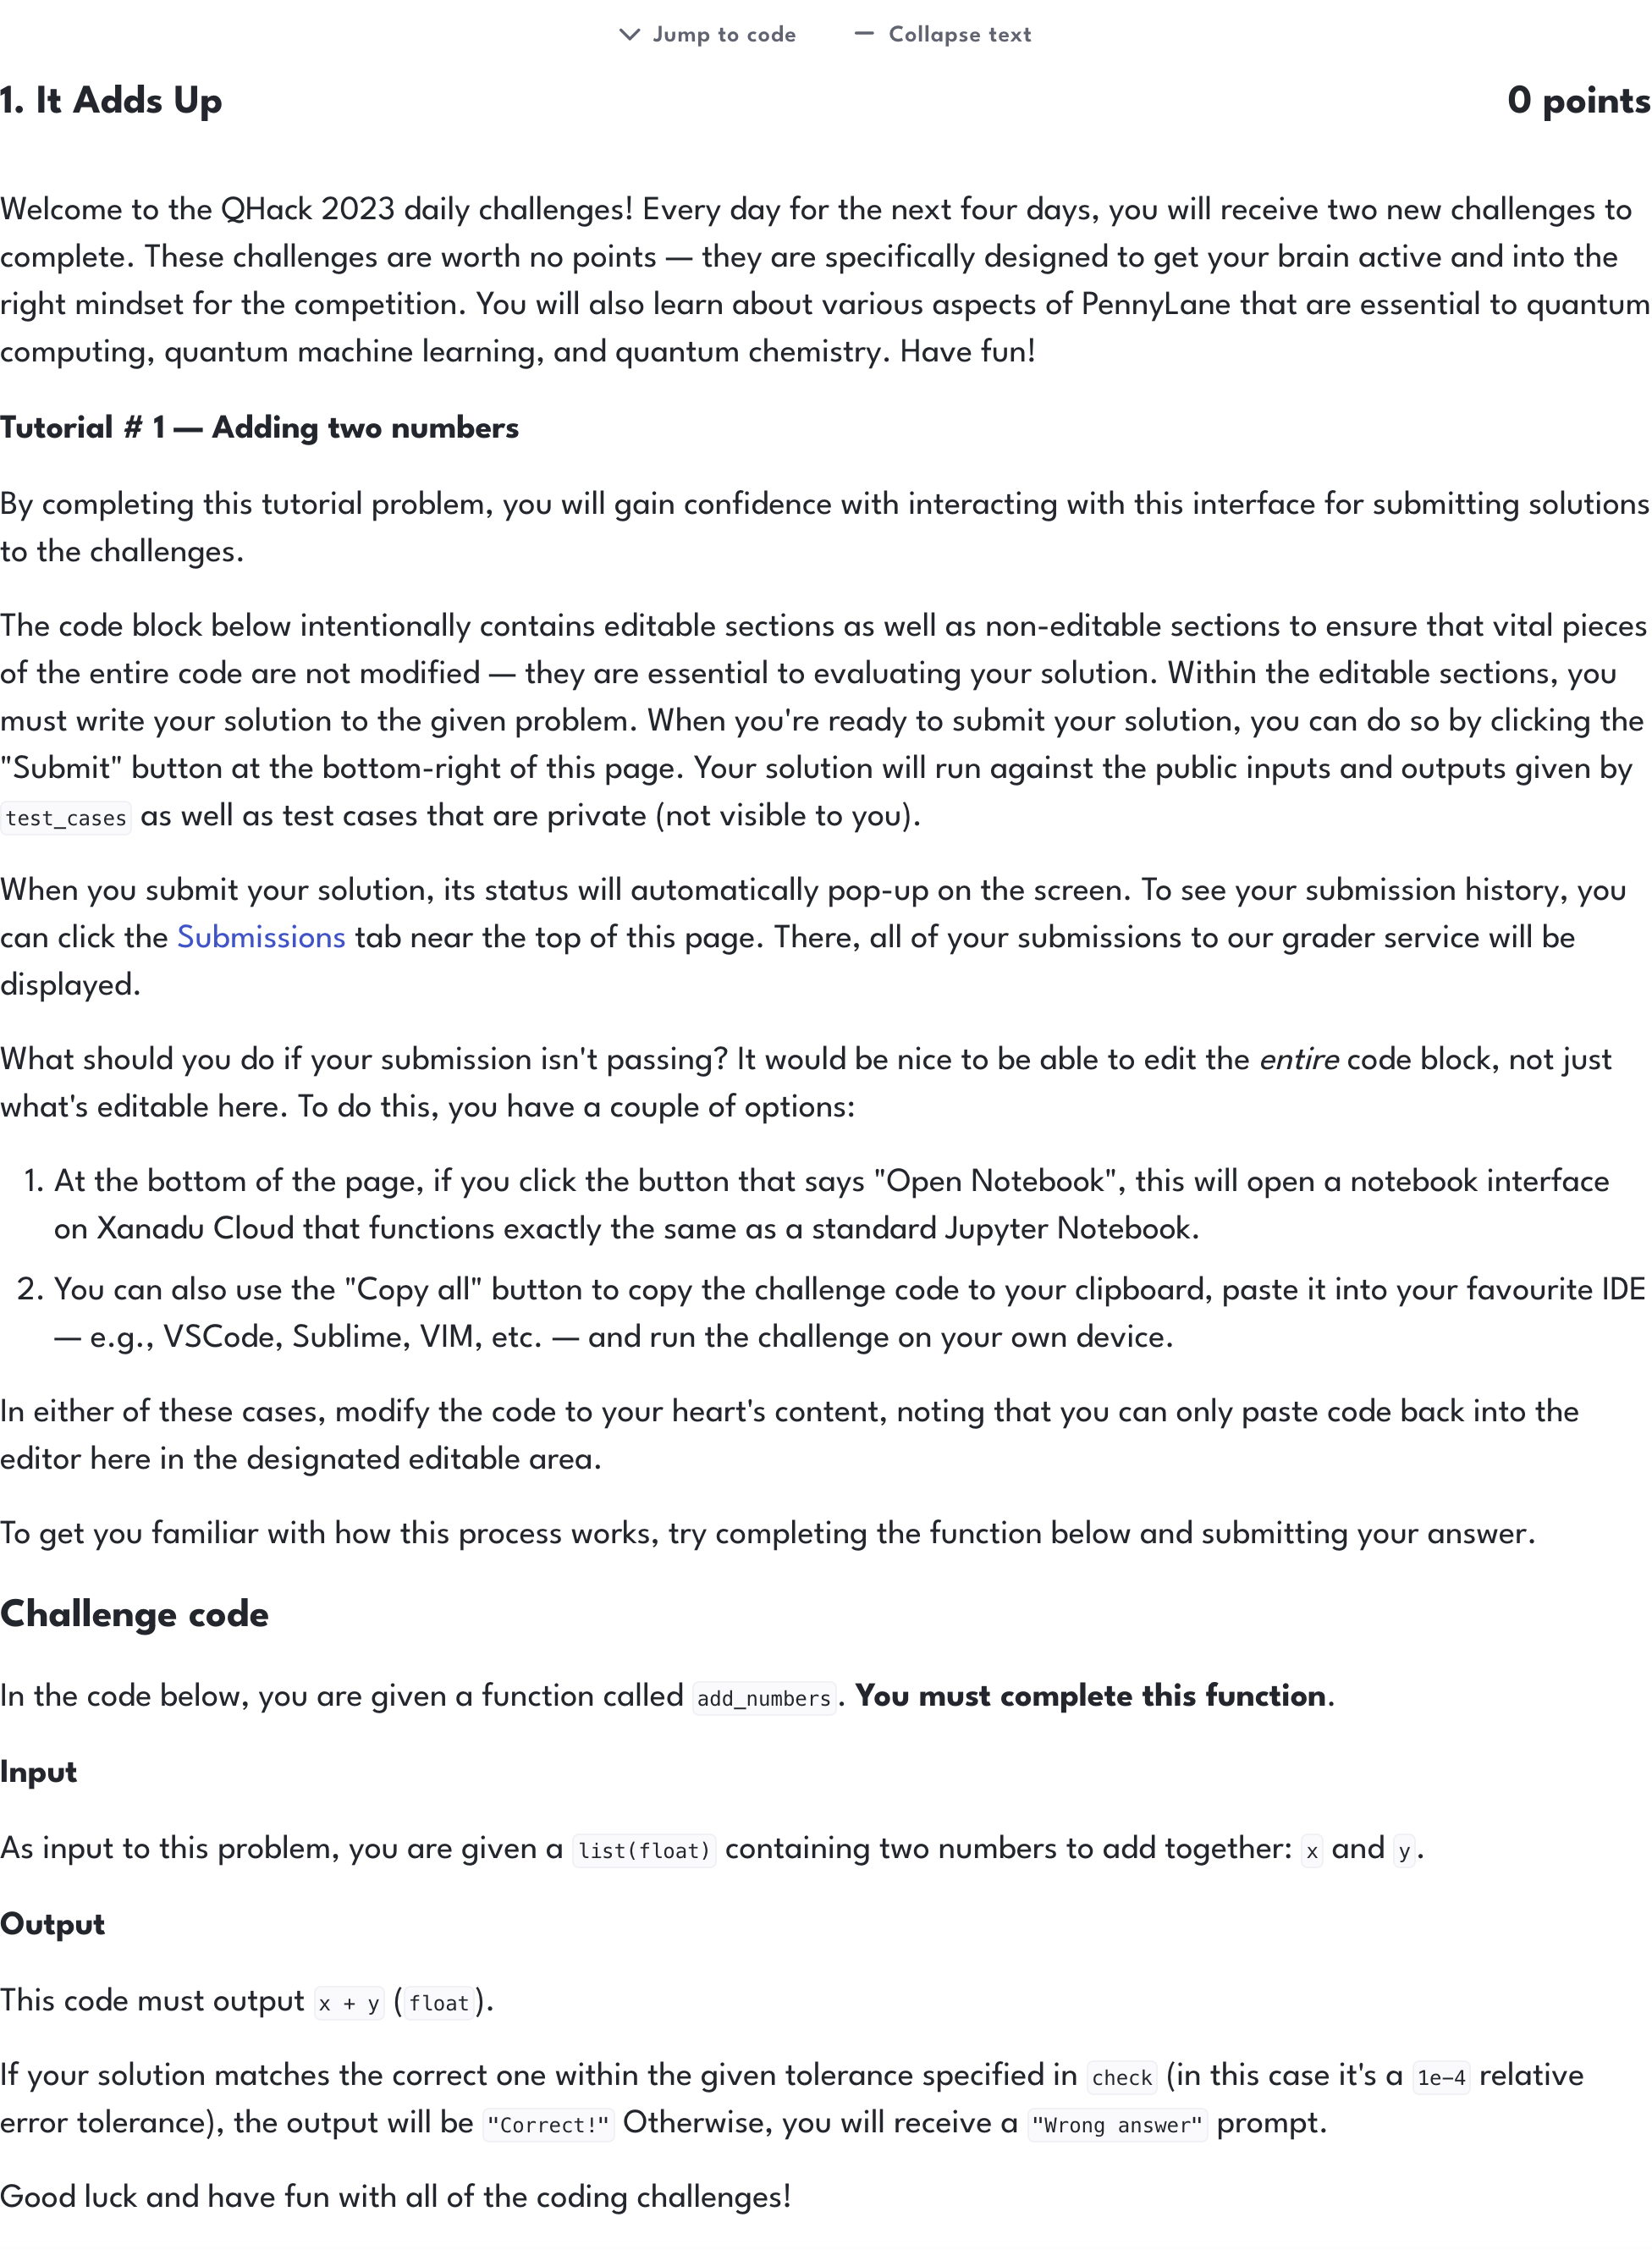 Jump to code
Collapse text
1. It Adds Up
0 points
Welcome to the QHack 2023 daily challenges! Every day for the next four days, you will receive two new challenges to
complete. These challenges are worth no points — they are specifically designed to get your brain active and into the
right mindset for the competition. You will also learn about various aspects of PennyLane that are essential to quantum
computing, quantum machine learning, and quantum chemistry. Have fun!
Tutorial # 1 — Adding two numbers
By completing this tutorial problem, you will gain confidence with interacting with this interface for submitting solutions
to the challenges.
The code block below intentionally contains editable sections as well as non-editable sections to ensure that vital pieces
of the entire code are not modified — they are essential to evaluating your solution. Within the editable sections, you
must write your solution to the given problem. When you're ready to submit your solution, you can do so by clicking the
"Submit" button at the bottom-right of this page. Your solution will run against the public inputs and outputs given by
test_cases as well as test cases that are private (not visible to you).
When you submit your solution, its status will automatically pop-up on the screen. To see your submission history, you
can click the Submissions tab near the top of this page. There, all of your submissions to our grader service will be
displayed.
What should you do if your submission isn't passing? It would be nice to be able to edit the entire code block, not just
what's editable here. To do this, you have a couple of options:
1. At the bottom of the page, if you click the button that says "Open Notebook", this will open a notebook interface
on Xanadu Cloud that functions exactly the same as a standard Jupyter Notebook.
2. You can also use the "Copy all" button to copy the challenge code to your clipboard, paste it into your favourite IDE
— e.g., VSCode, Sublime, VIM, etc. — and run the challenge on your own device.
In either of these cases, modify the code to your heart's content, noting that you can only paste code back into the
editor here in the designated editable area.
To get you familiar with how this process works, try completing the function below and submitting your answer.
Challenge code
In the code below, you are given a function called add_numbers. You must complete this function.
Input
As input to this problem, you are given a list(float) containing two numbers to add together: x and y.
Output
This code must output x + y (float).
If your solution matches the correct one within the given tolerance specified in check (in this case it's a 1e-4 relative
error tolerance), the output will be "Correct!" Otherwise, you will receive a "Wrong answer" prompt.
Good luck and have fun with all of the coding challenges!